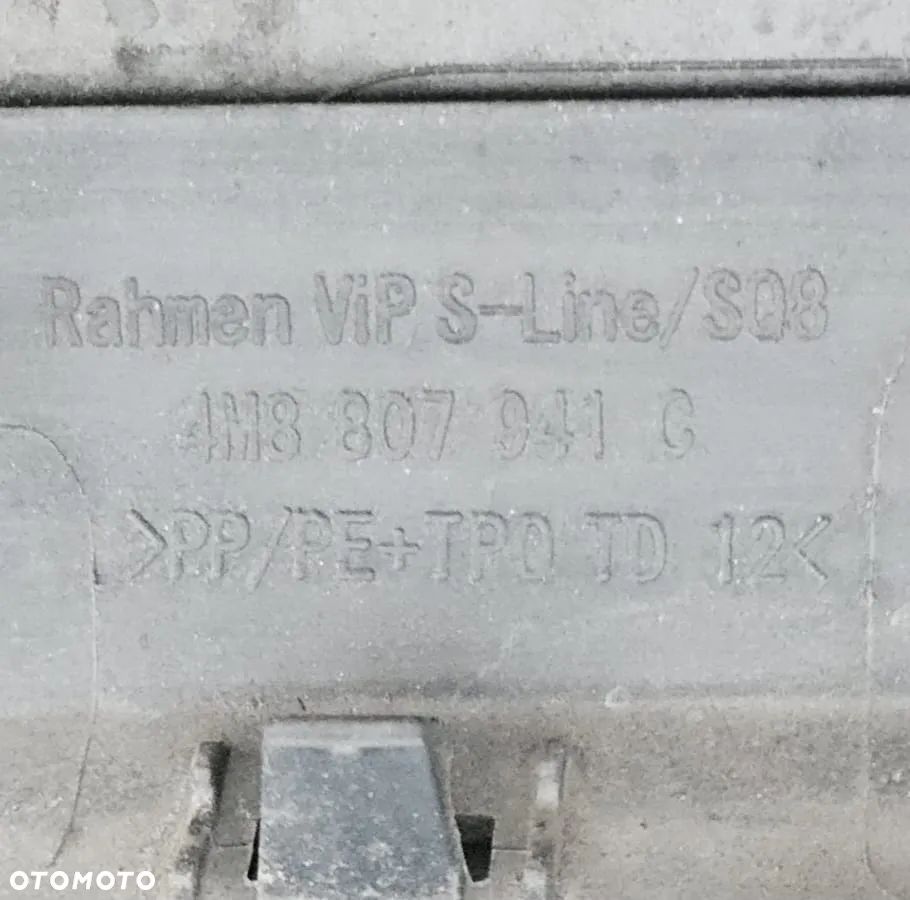 Rahmen ViP S-Line/SQ8
4M8 807 941 C
>PP/PE+TPO TD 12<
OTOMOTO